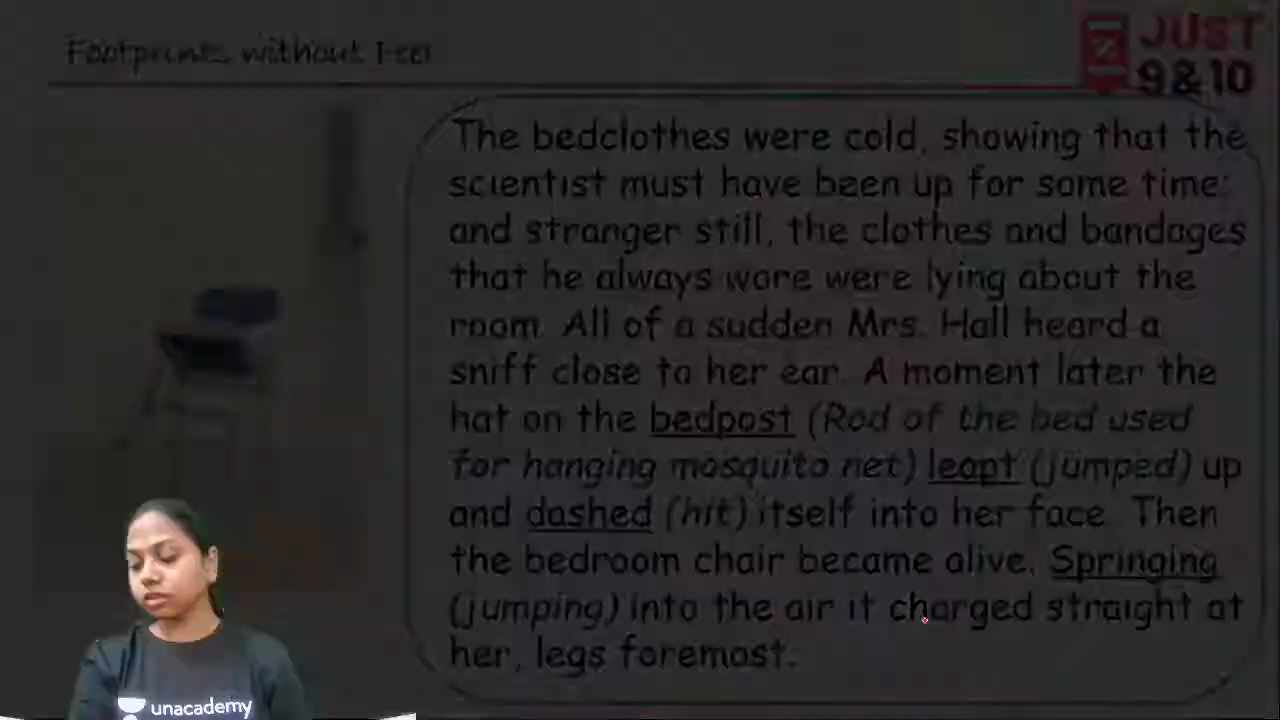 Footprints without Feet
JUST
9&10
The bedclothes were cold, showing that the
scientist must have been up for some time;
and stranger still, the clothes and bandages
that he always wore were lying about the
room. All of a sudden Mrs. Hall heard a
sniff close to her ear. A moment later the
hat on the bedpost (Rod of the bed used
for hanging mosquito net) leapt (jumped) up
and dashed (hit) itself into her face. Then
the bedroom chair became alive. Springing
(jumping) into the air it charged straight at
her, legs foremost.
unacademy